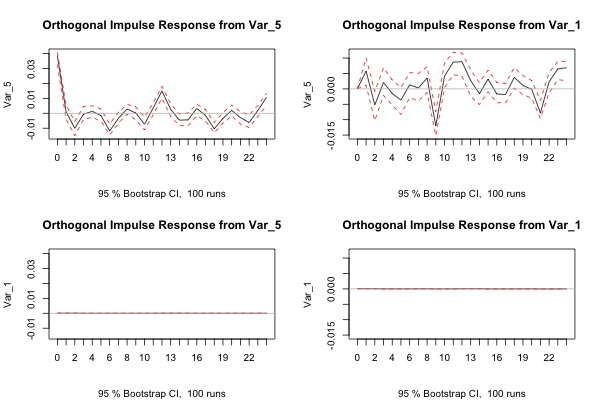 Orthogonal Impulse Response from Var_5
Var_5
0.03
0.01
-0.01
0 2 4 6 8 10 13 16 19 22
95 % Bootstrap CI, 100 runs
Orthogonal Impulse Response from Var_1
Var_5
0.000
-0.015
0 2 4 6 8 10 13 16 19 22
95 % Bootstrap CI, 100 runs
Orthogonal Impulse Response from Var_5
Var_1
0.03
0.01
-0.01
0 2 4 6 8 10 13 16 19 22
95 % Bootstrap CI, 100 runs
Orthogonal Impulse Response from Var_1
Var_1
0.000
-0.015
0 2 4 6 8 10 13 16 19 22
95 % Bootstrap CI, 100 runs